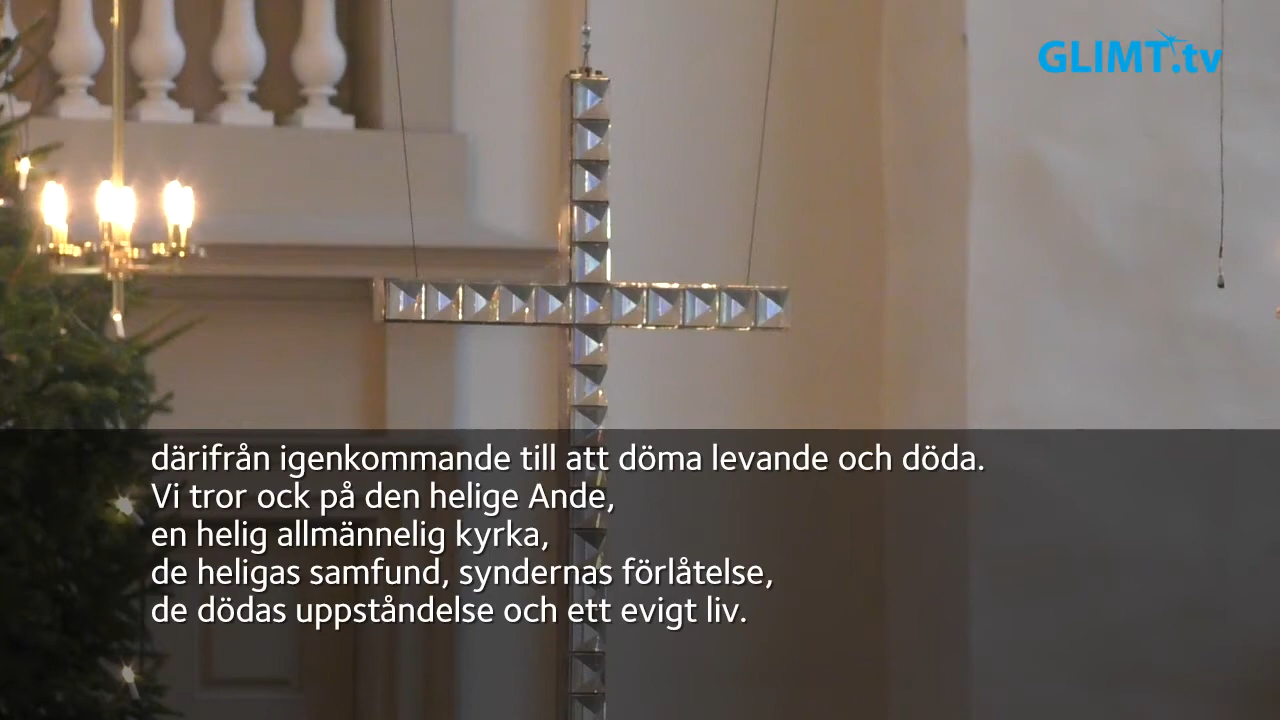 GLIMT.tv
därifrån igenkommande till att döma levande och döda.
Vi tror ock på den helige Ande,
en helig allmännelig kyrka,
de heligas samfund, syndernas förlåtelse,
de dödas uppståndelse och ett evigt liv.